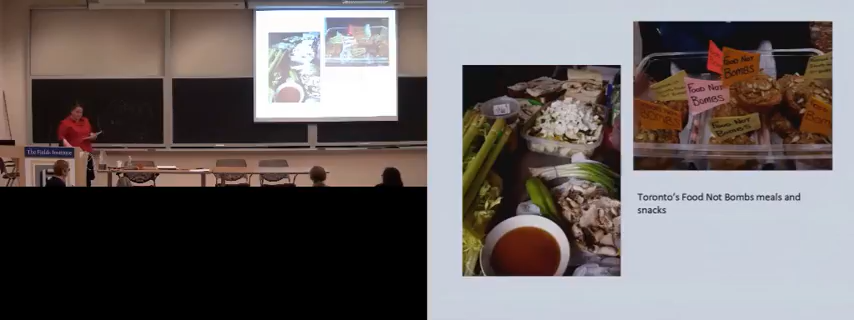 The Fields Institute
FOOD NOT
BOMBS
FOOD NOT
BOMBS
FOOD NOT
BOMBS
Toronto's Food Not Bombs meals and
snacks